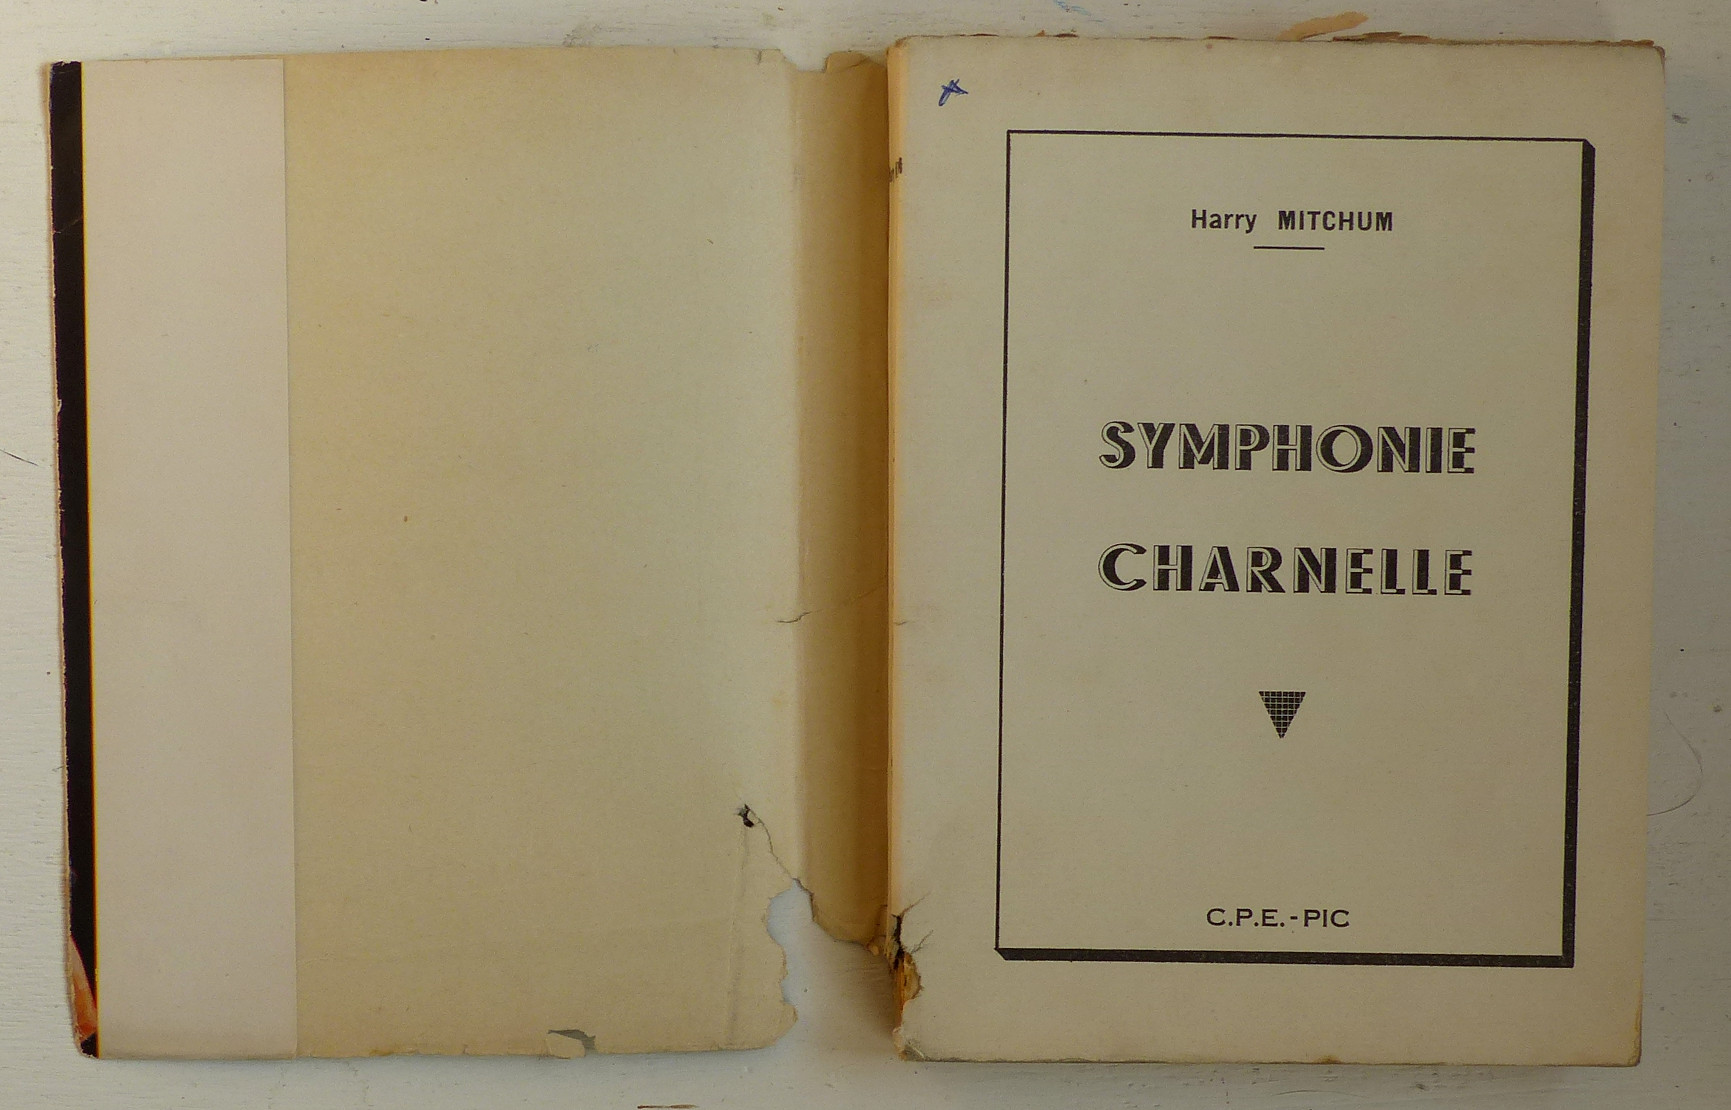 Harry MITCHUM
SYMPHONIE
CHARNELLE
C.P.E.-PIC